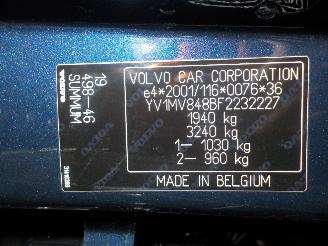 VOLVO CAR CORPORATION
e4*2001/116*0076*36
YV1MV848BF2232227
1940 kg
3240 kg
1– 1030 kg
2– 960 kg
MADE IN BELGIUM
19
498-46
SUMMUM
VOLVO